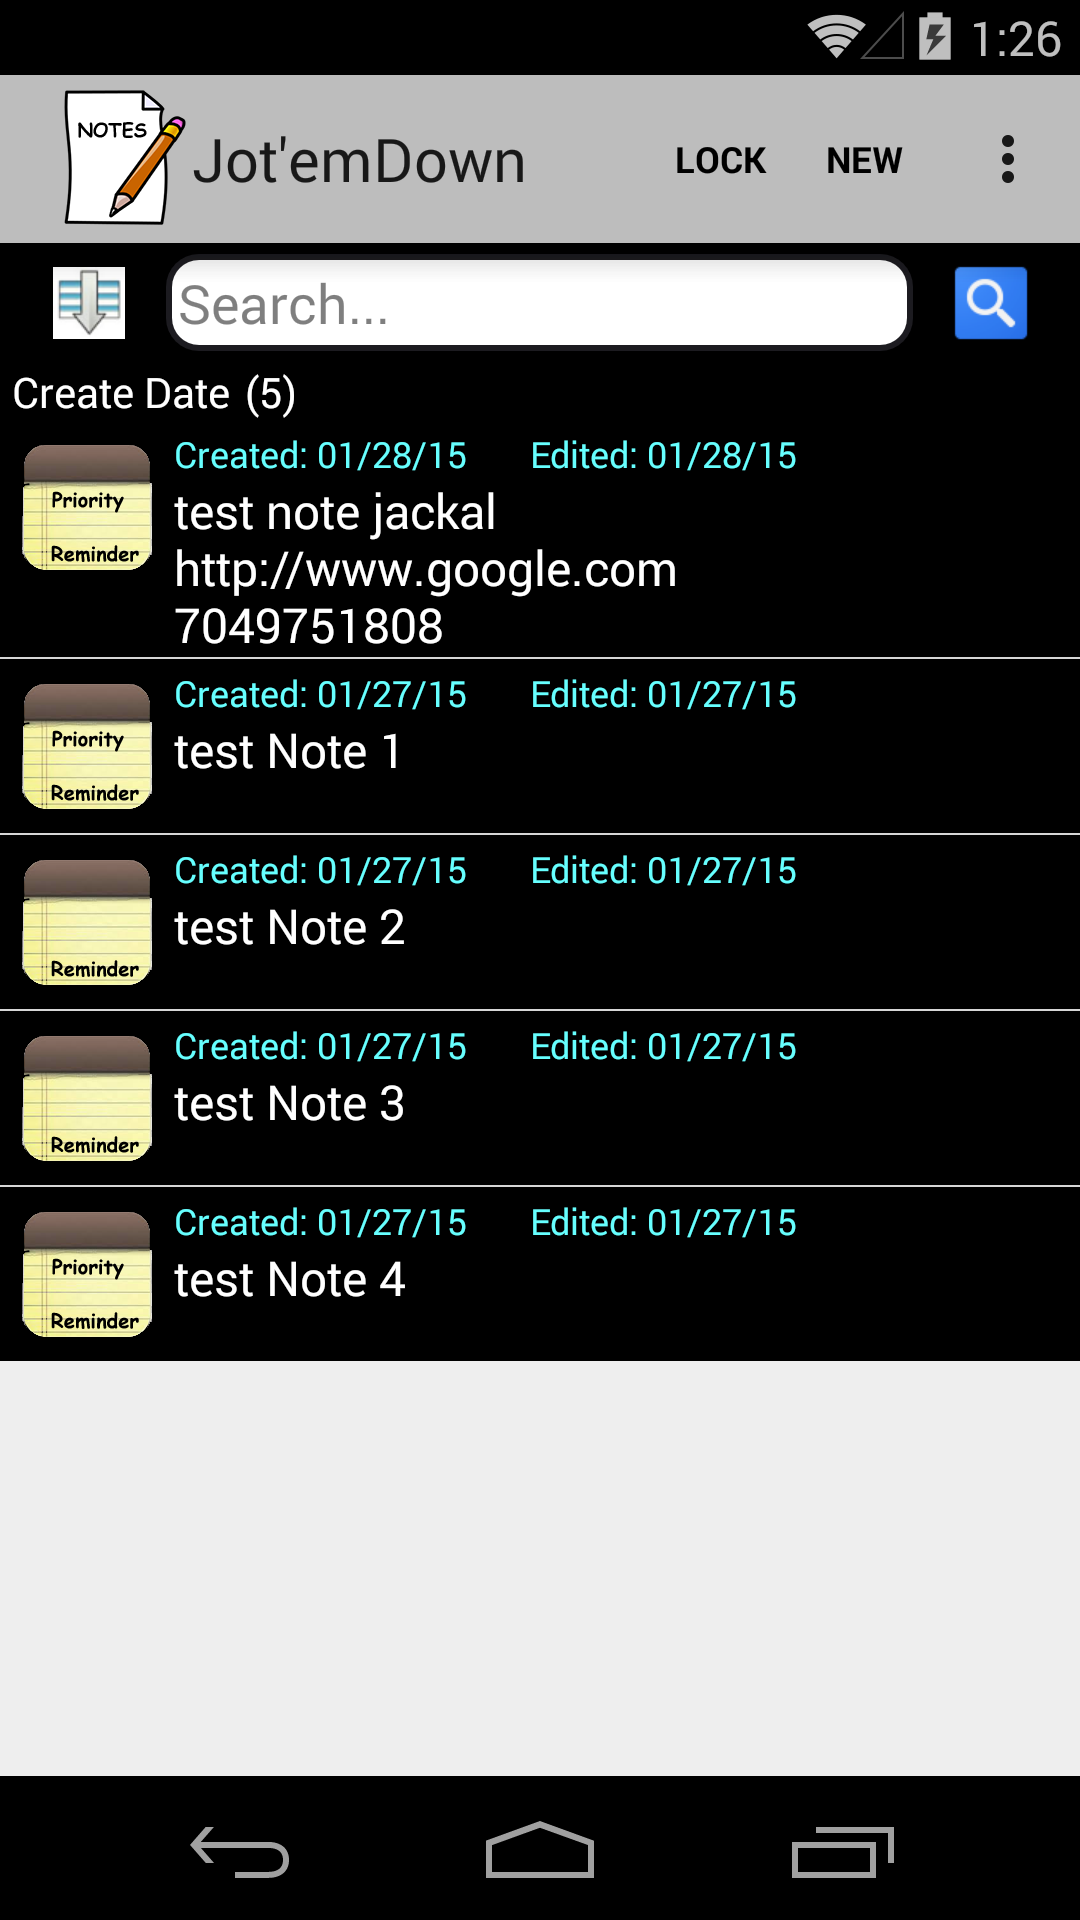 1:26
NOTES
Jot'emDown LOCK NEW
Search...
Create Date (5)
Created: 01/28/15 Edited: 01/28/15
Priority
Reminder
test note jackal
http://www.google.com
7049751808
Created: 01/27/15 Edited: 01/27/15
Priority
Reminder
test Note 1
Created: 01/27/15 Edited: 01/27/15
Reminder
test Note 2
Created: 01/27/15 Edited: 01/27/15
Reminder
test Note 3
Created: 01/27/15 Edited: 01/27/15
Priority
Reminder
test Note 4